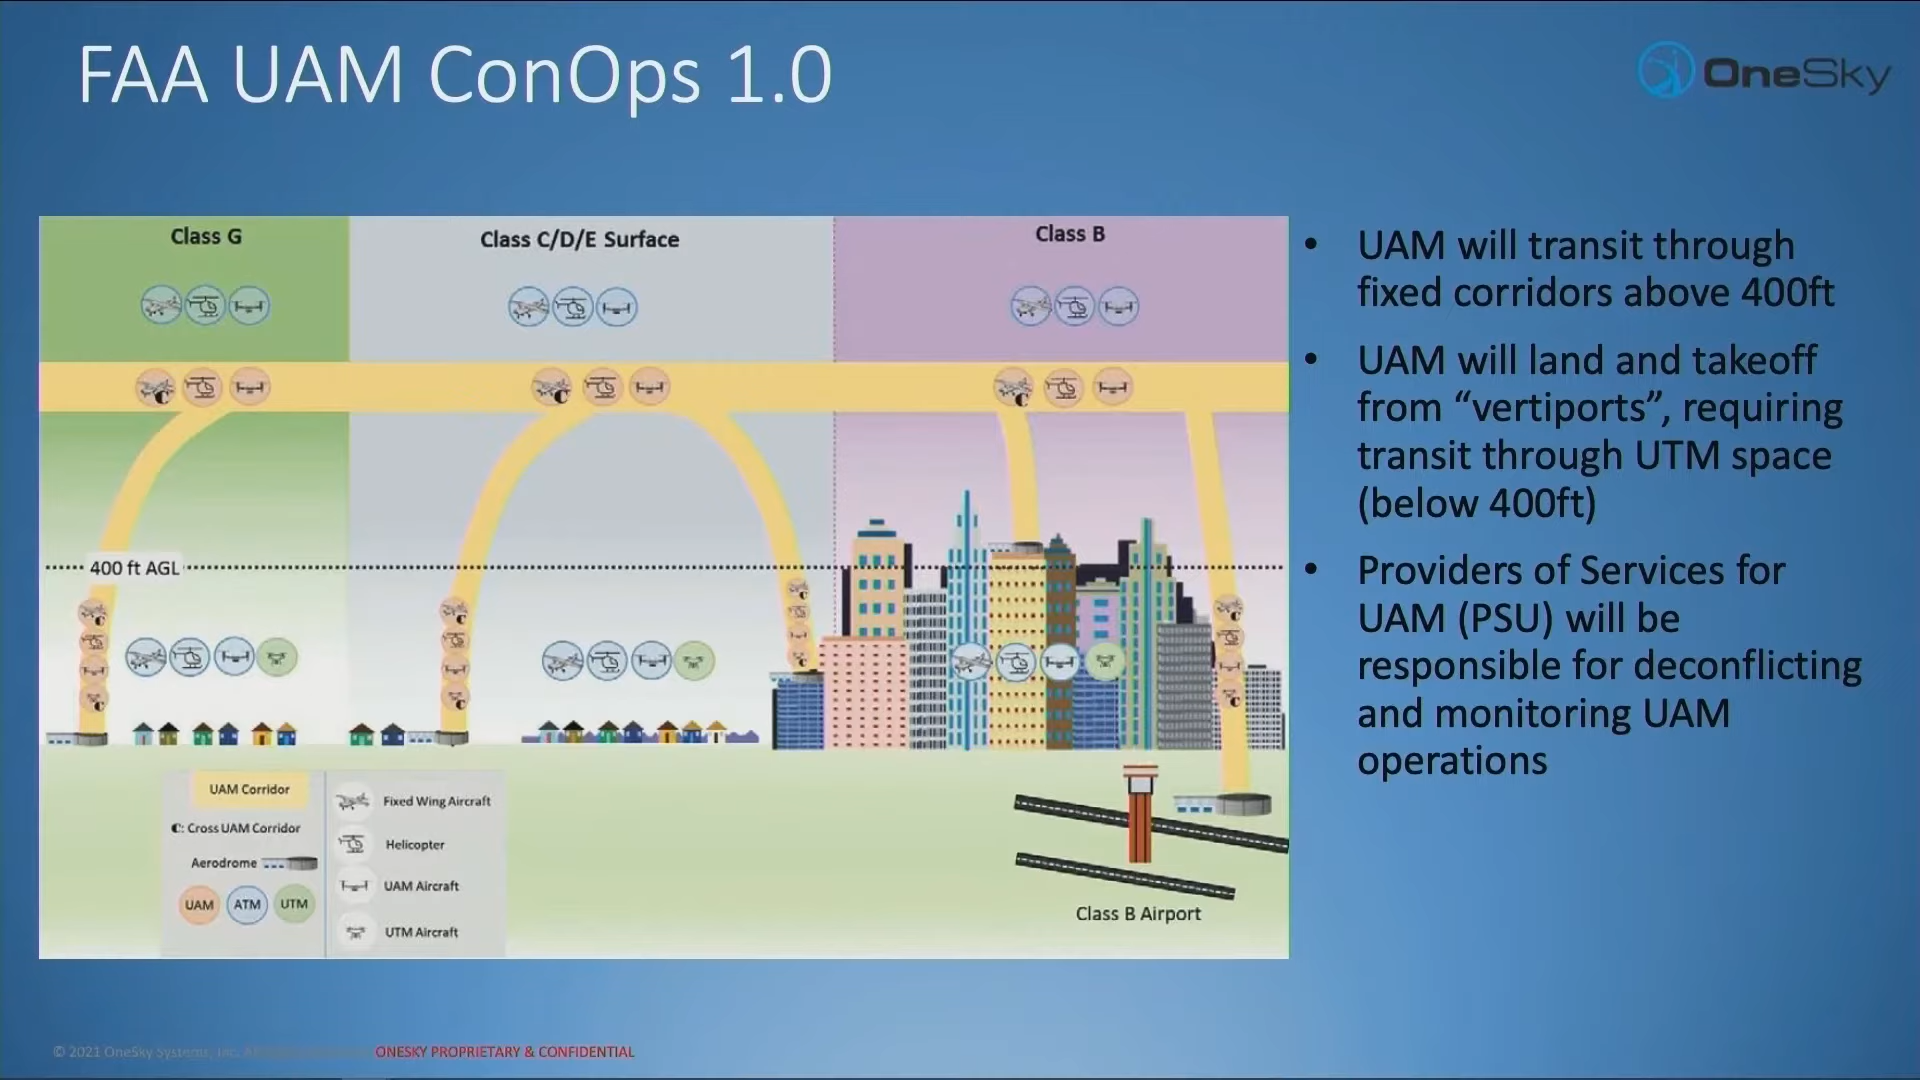 FAA UAM ConOps 1.0
OneSky
Class G
Class C/D/E Surface
Class B
400 ft AGL
UAM Corridor
C: Cross UAM Corridor
Aerodrome
UAM
ATM
UTM
Fixed Wing Aircraft
Helicopter
UAM Aircraft
UTM Aircraft
Class B Airport
• UAM will transit through
fixed corridors above 400ft
• UAM will land and takeoff
from “vertiports”, requiring
transit through UTM space
(below 400ft)
• Providers of Services for
UAM (PSU) will be
responsible for deconflicting
and monitoring UAM
operations
© 2021 OneSky Systems, Inc. ONESKY PROPRIETARY & CONFIDENTIAL